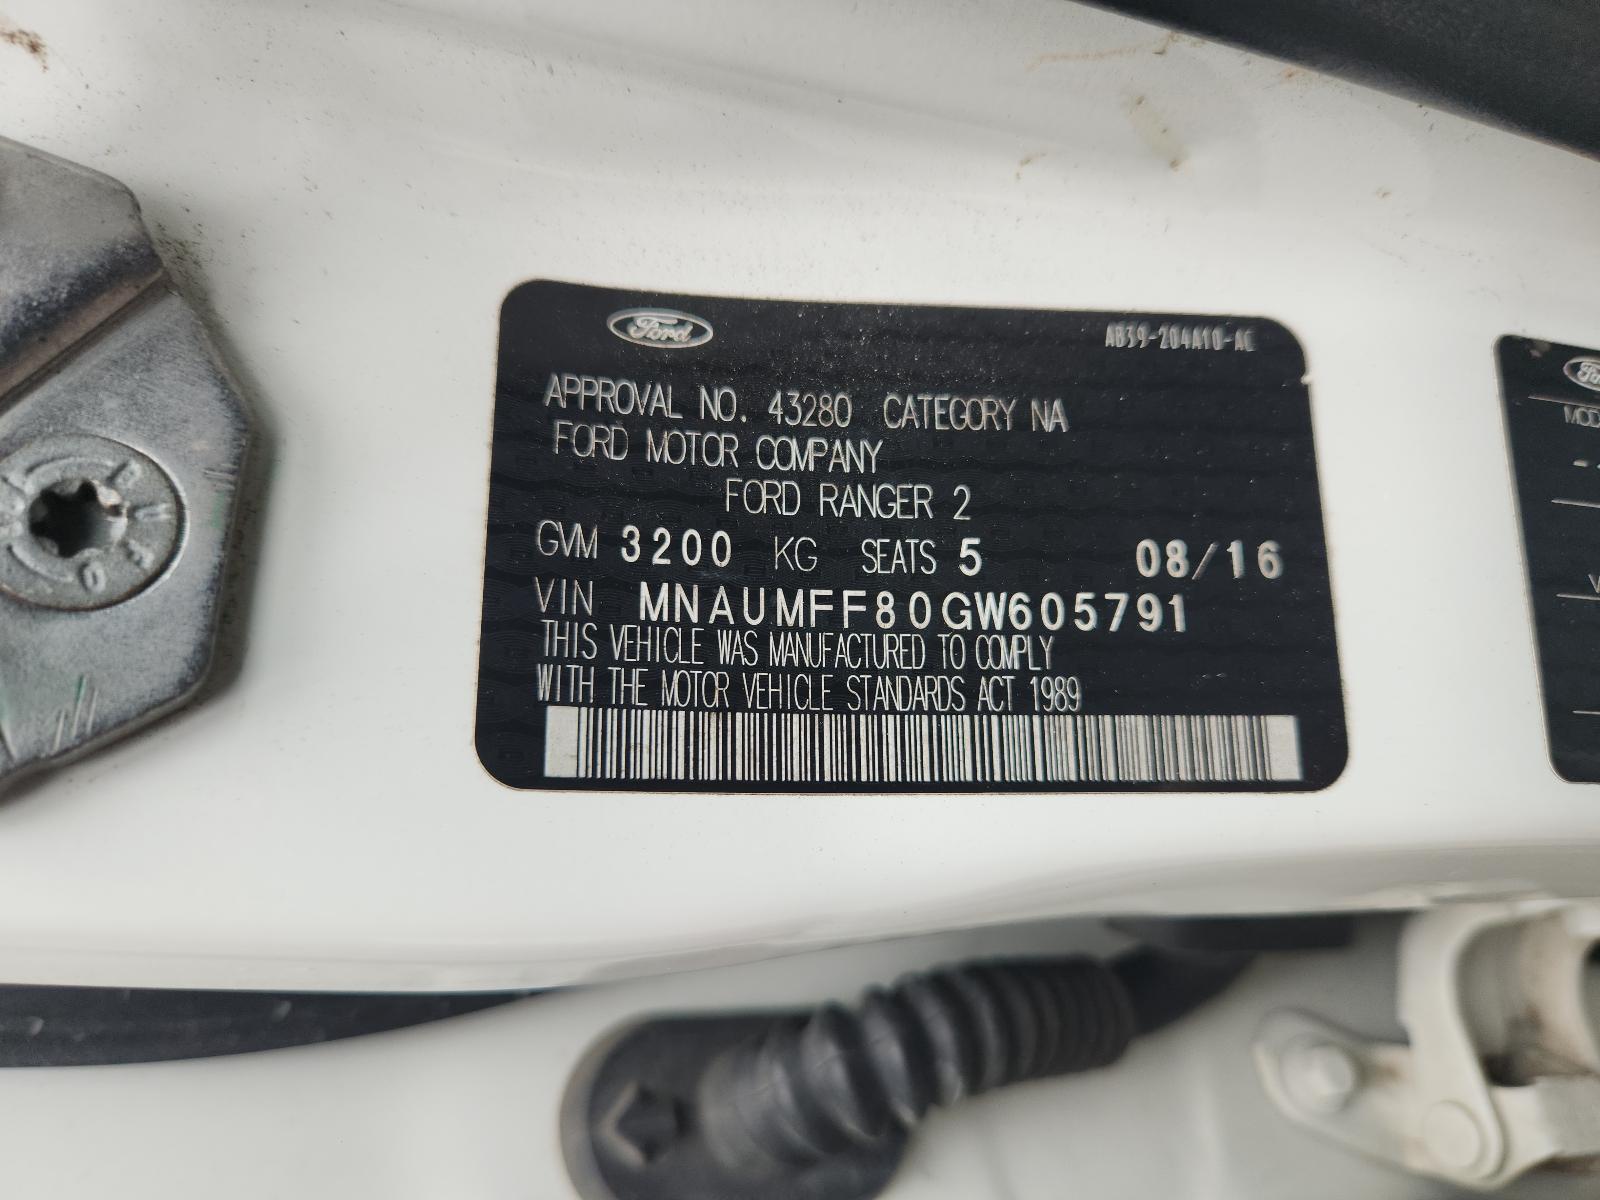 Ford
AB39-204A10-AC
APPROVAL NO. 43280 CATEGORY NA
FORD MOTOR COMPANY
FORD RANGER 2
GVM 3200 KG SEATS 5 08/16
VIN MNAUMFF80GW605791
THIS VEHICLE WAS MANUFACTURED TO COMPLY
WITH THE MOTOR VEHICLE STANDARDS ACT 1989